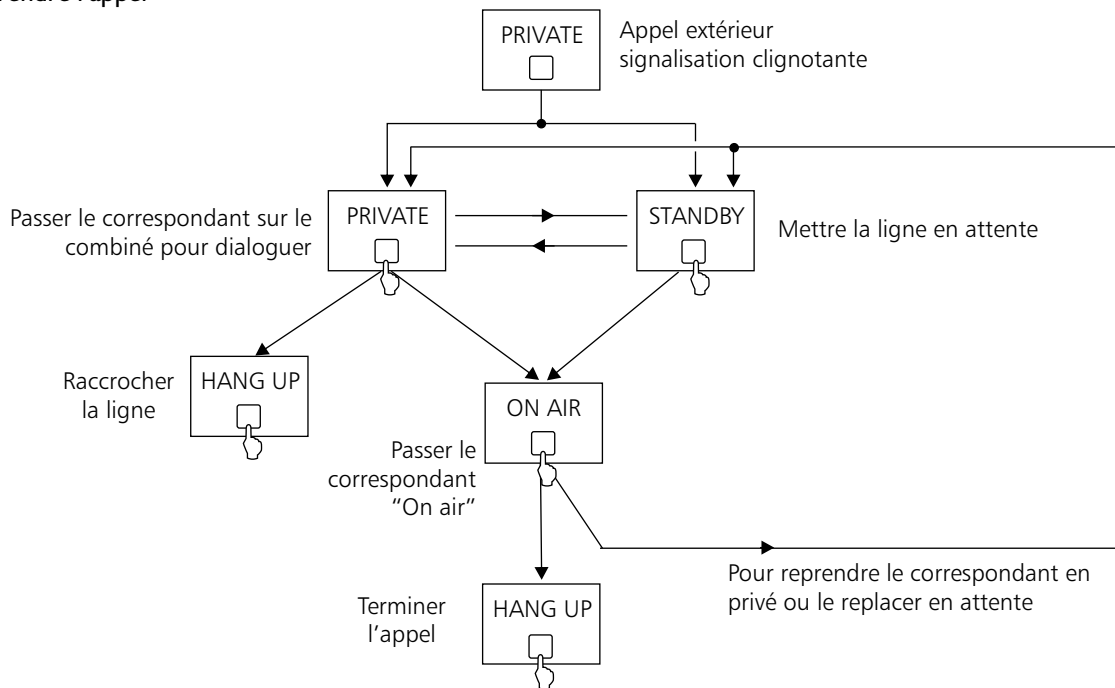 PRIVATE
Appel extérieur
signalisation clignotante
Passer le correspondant sur le
combiné pour dialoguer
PRIVATE
STANDBY
Mettre la ligne en attente
Raccrocher
la ligne
HANG UP
ON AIR
Passer le
correspondant
“On air”
Pour reprendre le correspondant en
privé ou le replacer en attente
Terminer
l’appel
HANG UP